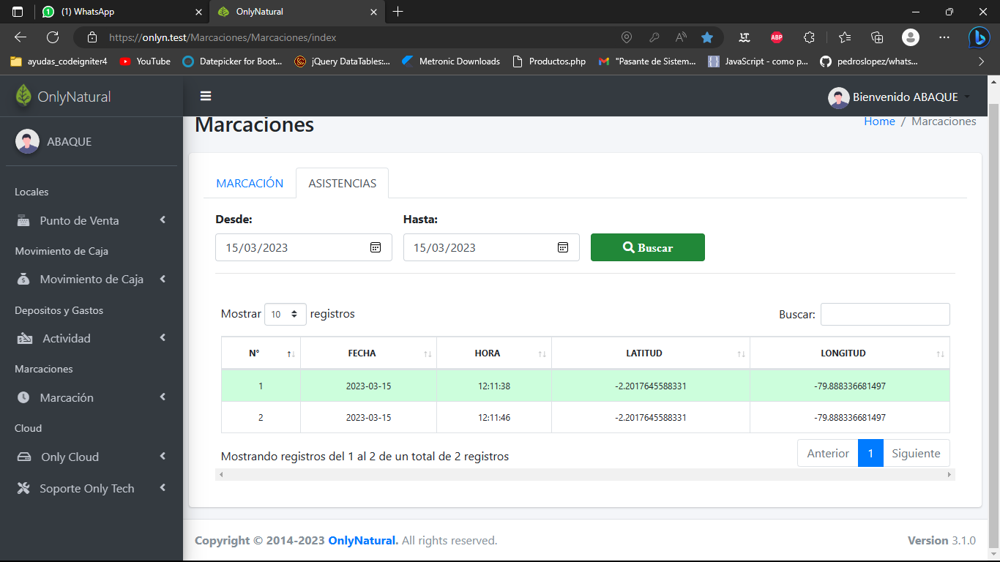 (1) WhatsApp
OnlyNatural
https://onlyn.test/Marcaciones/Marcaciones/index
ayudas_codeigniter4
YouTube
Datepicker for Boot...
jQuery DataTables:...
Metronic Downloads
Productos.php
"Pasante de Sistem...
JavaScript - como p...
pedroslopez/whats...
OnlyNatural
Bienvenido ABAQUE
ABAQUE
Locales
Punto de Venta
Movimiento de Caja
Movimiento de Caja
Depositos y Gastos
Actividad
Marcaciones
Marcación
Cloud
Only Cloud
Soporte Only Tech
Marcaciones
Home / Marcaciones
MARCACIÓN ASISTENCIAS
Desde: Hasta:
15/03/2023 15/03/2023 Buscar
Mostrar 10 registros Buscar:
N° FECHA HORA LATITUD LONGITUD
1 2023-03-15 12:11:38 -2.2017645588331 -79.888336681497
2 2023-03-15 12:11:46 -2.2017645588331 -79.888336681497
Mostrando registros del 1 al 2 de un total de 2 registros
Anterior 1 Siguiente
Copyright © 2014-2023 OnlyNatural. All rights reserved.
Version 3.1.0